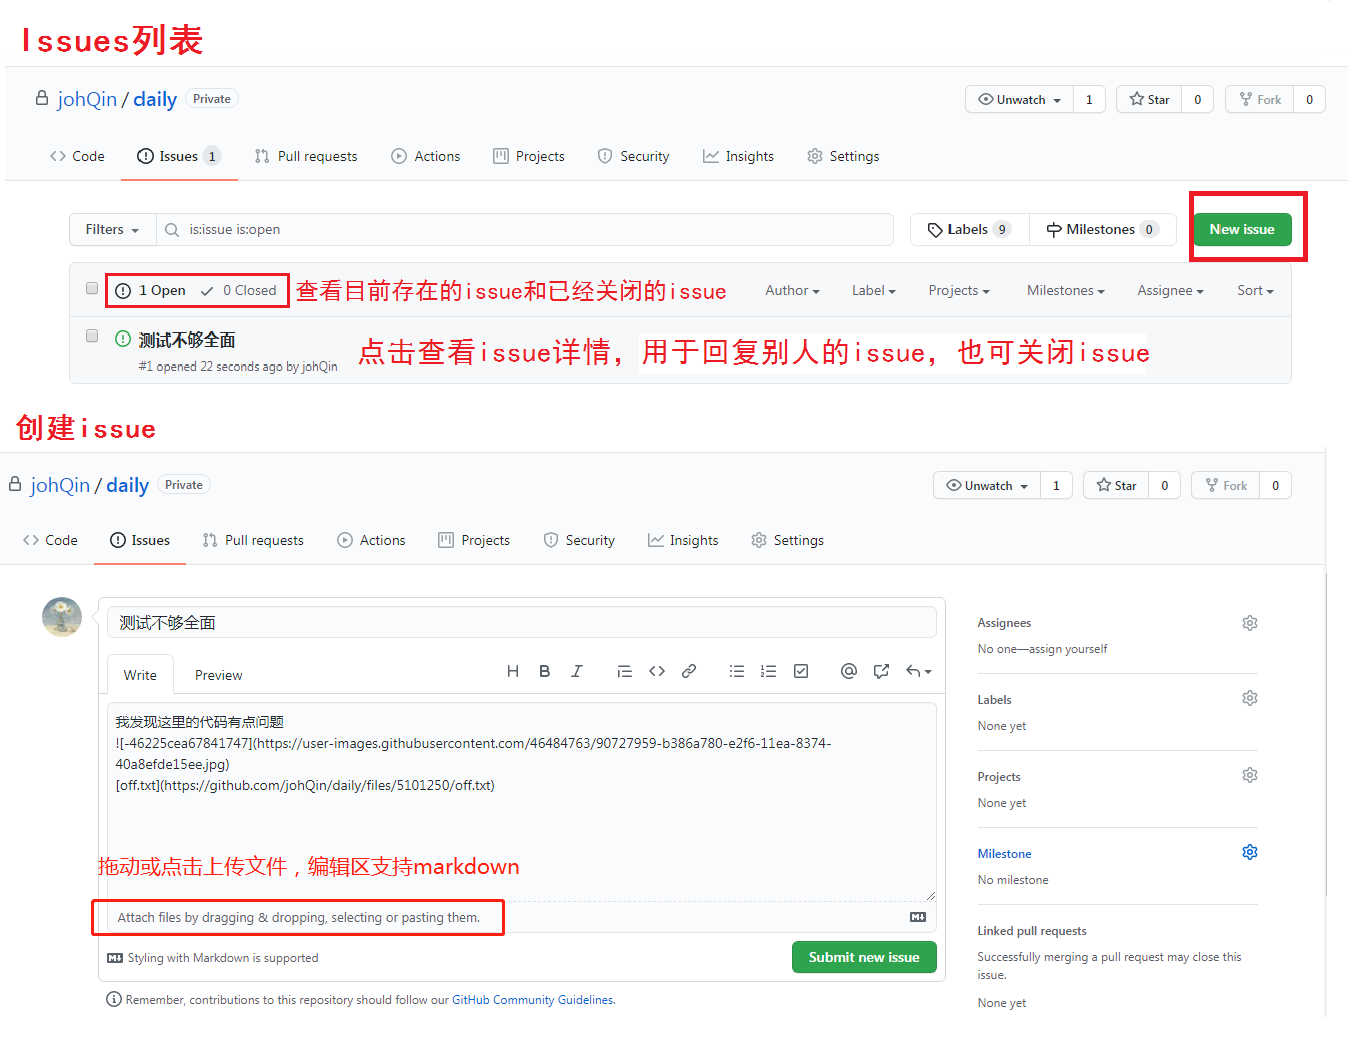 Issues列表
johQin / daily Private Unwatch 1 Star 0 Fork 0
Code Issues 1 Pull requests Actions Projects Security Insights Settings
Filters is:issue is:open Labels 9 Milestones 0 New issue
1 Open 0 Closed 查看目前存在的issue和已经关闭的issue Author Label Projects Milestones Assignee Sort
测试不够全面
点击查看issue详情，用于回复别人的issue，也可关闭issue
#1 opened 22 seconds ago by johQin
创建issue
johQin / daily Private Unwatch 1 Star 0 Fork 0
Code Issues Pull requests Actions Projects Security Insights Settings
测试不够全面
Write Preview
我发现这里的代码有点问题
![-46225cea67841747](https://user-images.githubusercontent.com/46484763/90727959-b386a780-e2f6-11ea-8374-
40a8efde15ee.jpg)
[off.txt](https://github.com/johQin/daily/files/5101250/off.txt)
拖动或点击上传文件，编辑区支持markdown
Attach files by dragging & dropping, selecting or pasting them.
Styling with Markdown is supported
Submit new issue
Remember, contributions to this repository should follow our GitHub Community Guidelines.
Assignees
No one—assign yourself
Labels
None yet
Projects
None yet
Milestone
No milestone
Linked pull requests
Successfully merging a pull request may close this
issue.
None yet